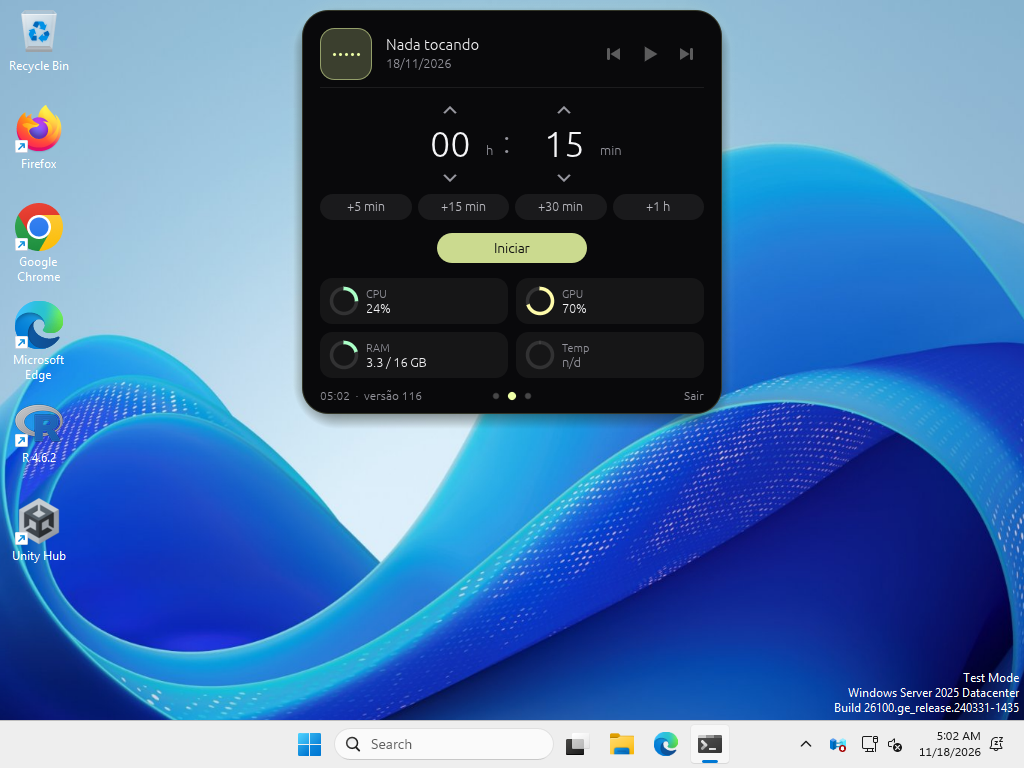 Recycle Bin
Firefox
Google
Chrome
Microsoft
Edge
R 4.6.2
Unity Hub
Nada tocando
18/11/2026
00 h : 15 min
+5 min +15 min +30 min +1 h
Iniciar
CPU
24%
GPU
70%
RAM
3.3 / 16 GB
Temp
n/d
05:02 · versão 116
Sair
Test Mode
Windows Server 2025 Datacenter
Build 26100.ge_release.240331-1435
Search
5:02 AM
11/18/2026